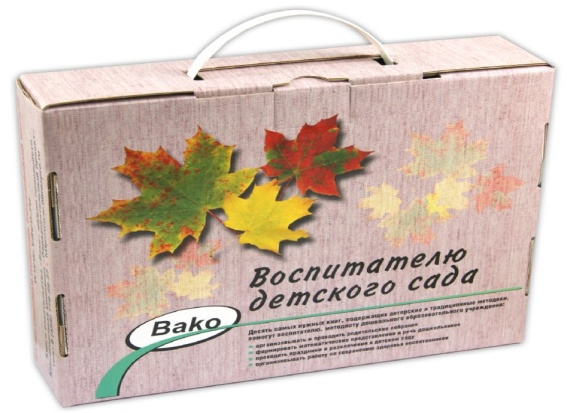 Воспитателю
детского сада
Bako
Десять самых нужных книг, содержащих авторские и традиционные методики,
помогут воспитателю, методисту дошкольного образовательного учреждения:
организовывать и проводить родительские собрания
формировать математические представления и речь дошкольников
проводить праздники и развлечения в детском саду
организовывать работу по сохранению здоровья воспитанников